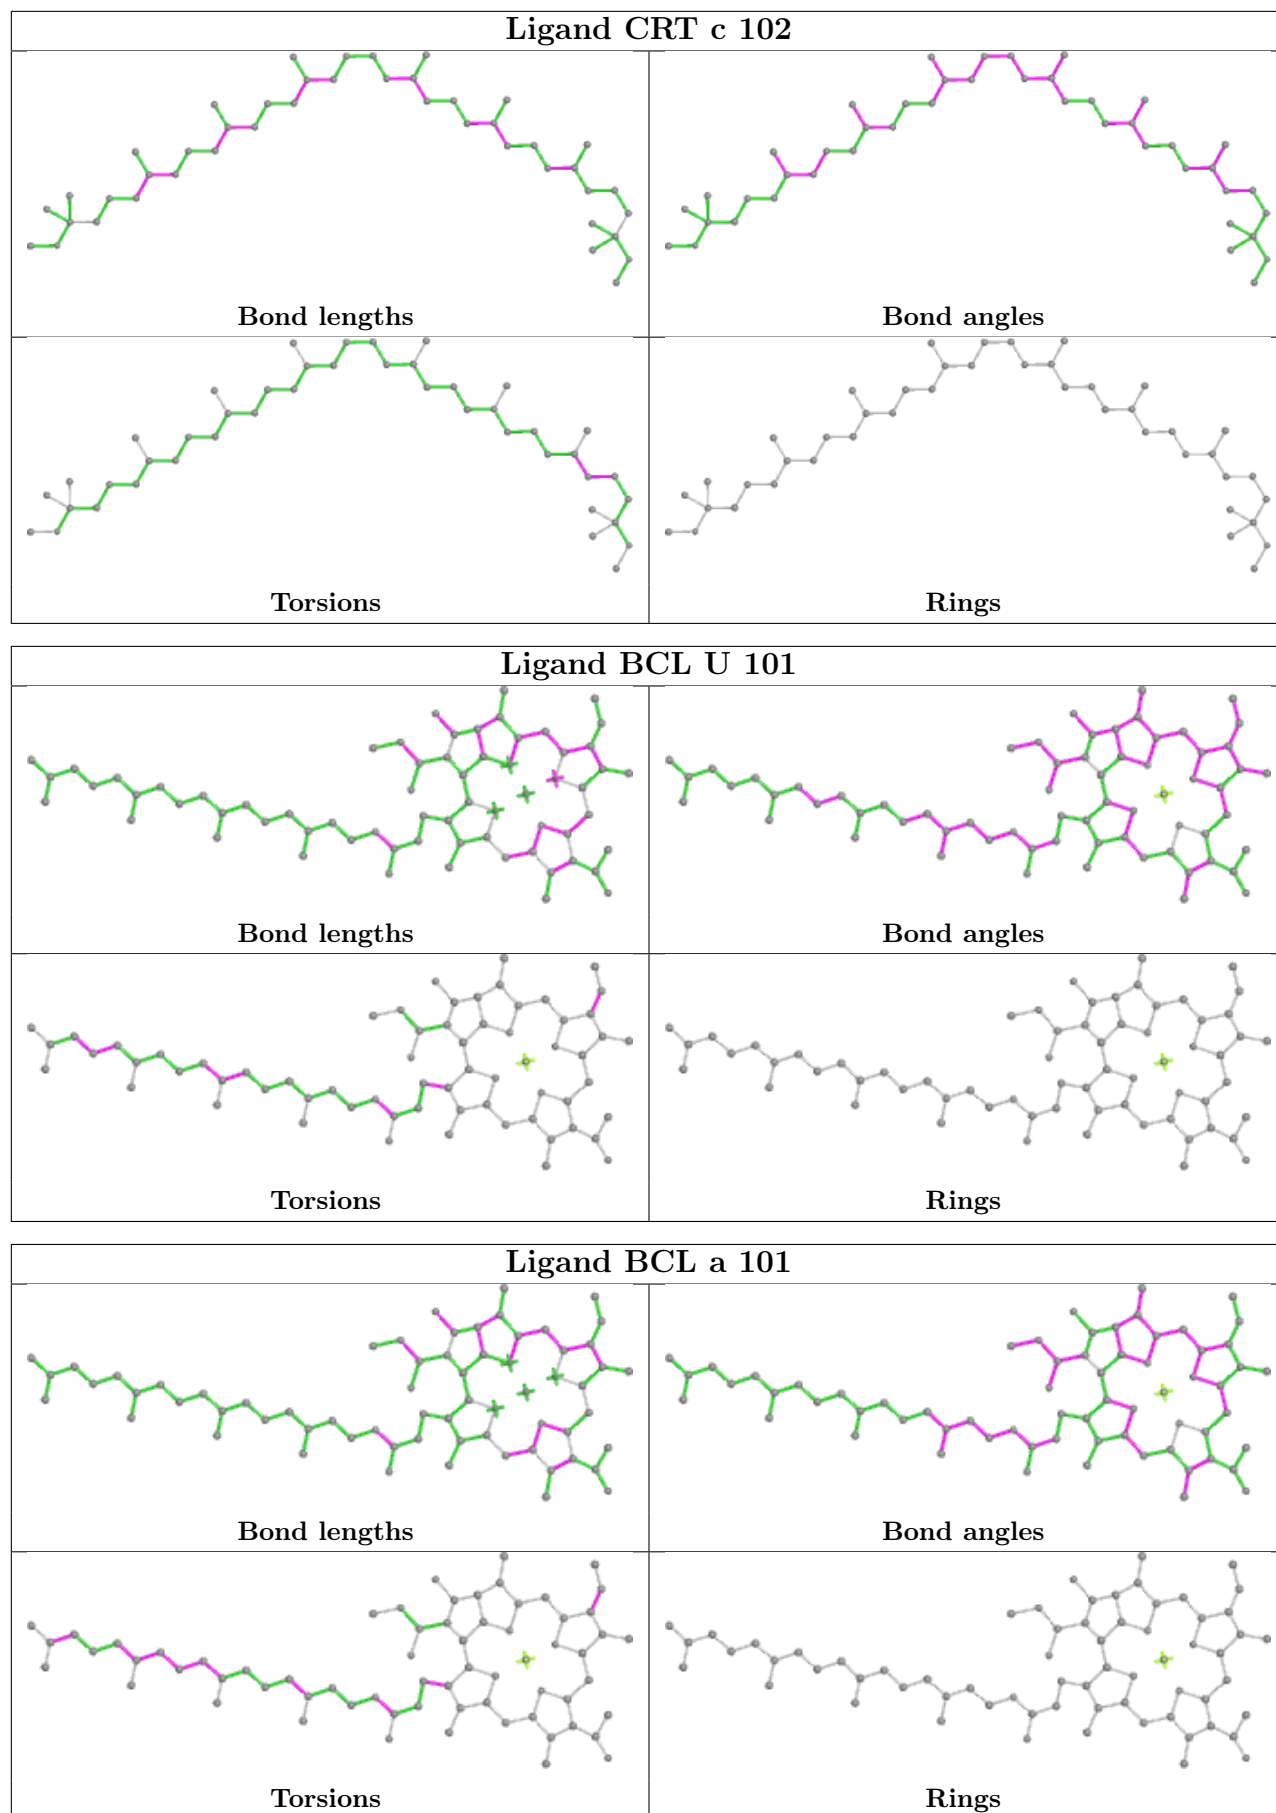 Ligand CRT c 102
Bond lengths
Bond angles
Torsions
Rings
Ligand BCL U 101
Bond lengths
Bond angles
Torsions
Rings
Ligand BCL a 101
Bond lengths
Bond angles
Torsions
Rings